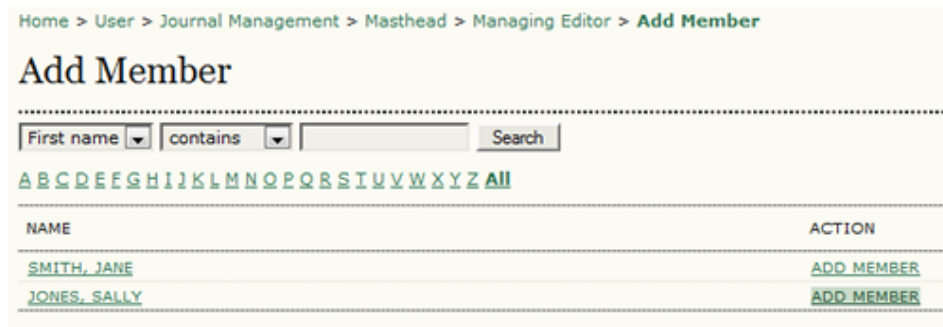 Home > User > Journal Management > Masthead > Managing Editor > Add Member
Add Member
First name contains Search
A B C D E F G H I J K L M N O P Q R S T U V W X Y Z All
NAME ACTION
SMITH, JANE ADD MEMBER
JONES, SALLY ADD MEMBER